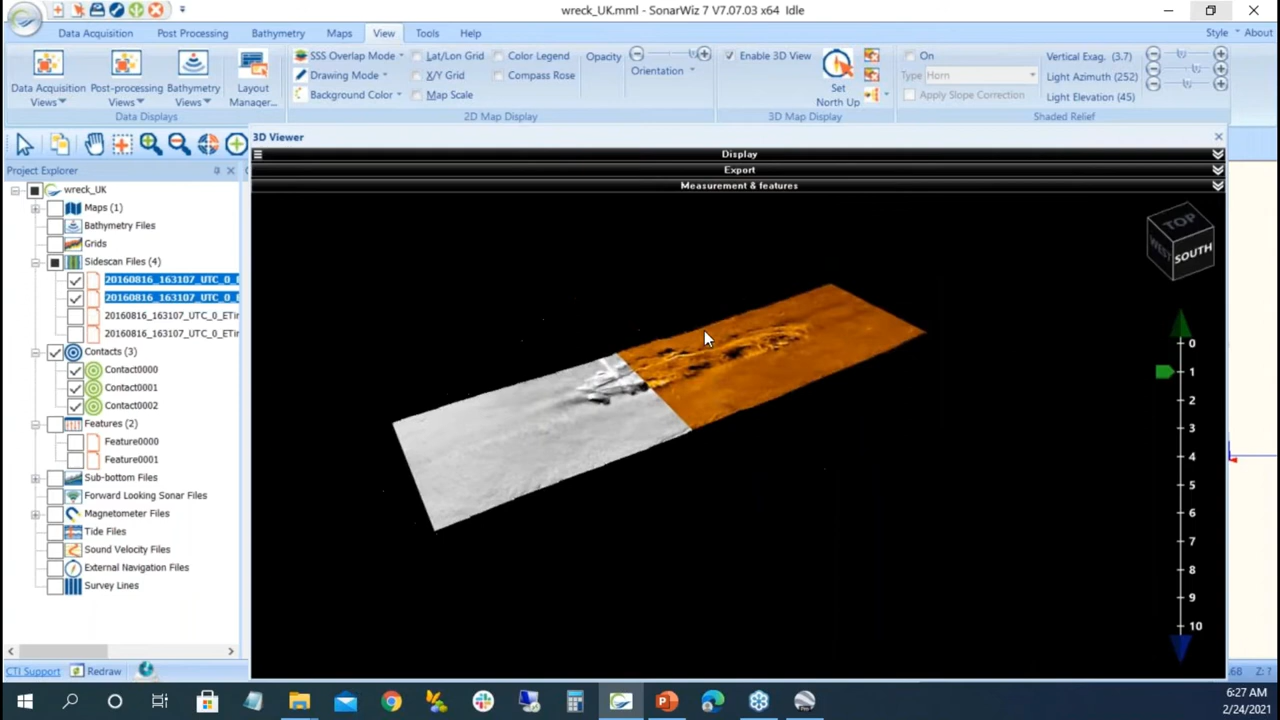 wreck_UK.mml - SonarWiz 7 V7.07.03 x64 Idle
Data Acquisition Post Processing Bathymetry Maps View Tools Help Style About
Data Acquisition Views
Post-processing Views
Bathymetry Views
Layout Manager...
Data Displays
SSS Overlap Mode
Drawing Mode
Background Color
Lat/Lon Grid
X/Y Grid
Map Scale
Color Legend
Compass Rose
Opacity
Orientation
2D Map Display
Enable 3D View
Set North Up
3D Map Display
On
Type Horn
Apply Slope Correction
Vertical Exag. (3.7)
Light Azimuth (252)
Light Elevation (45)
Shaded Relief
Project Explorer
wreck_UK
Maps (1)
Bathymetry Files
Grids
Sidescan Files (4)
20160816_163107_UTC_0_
20160816_163107_UTC_0_
20160816_163107_UTC_0_ETir
20160816_163107_UTC_0_ETir
Contacts (3)
Contact0000
Contact0001
Contact0002
Features (2)
Feature0000
Feature0001
Sub-bottom Files
Forward Looking Sonar Files
Magnetometer Files
Tide Files
Sound Velocity Files
External Navigation Files
Survey Lines
CTI Support Redraw
3D Viewer
Display
Export
Measurement & features
TOP
WEST
SOUTH
0
1
2
3
4
5
6
7
8
9
10
.68 Z: ?
6:27 AM
2/24/2021